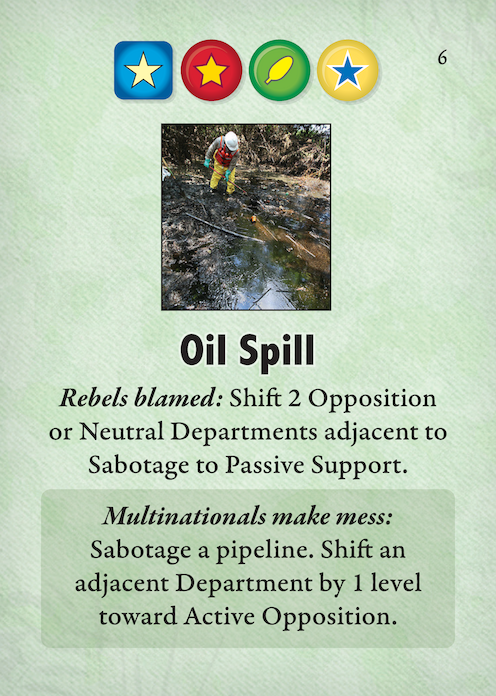 6
Oil Spill
Rebels blamed: Shift 2 Opposition
or Neutral Departments adjacent to
Sabotage to Passive Support.
Multinationals make mess:
Sabotage a pipeline. Shift an
adjacent Department by 1 level
toward Active Opposition.